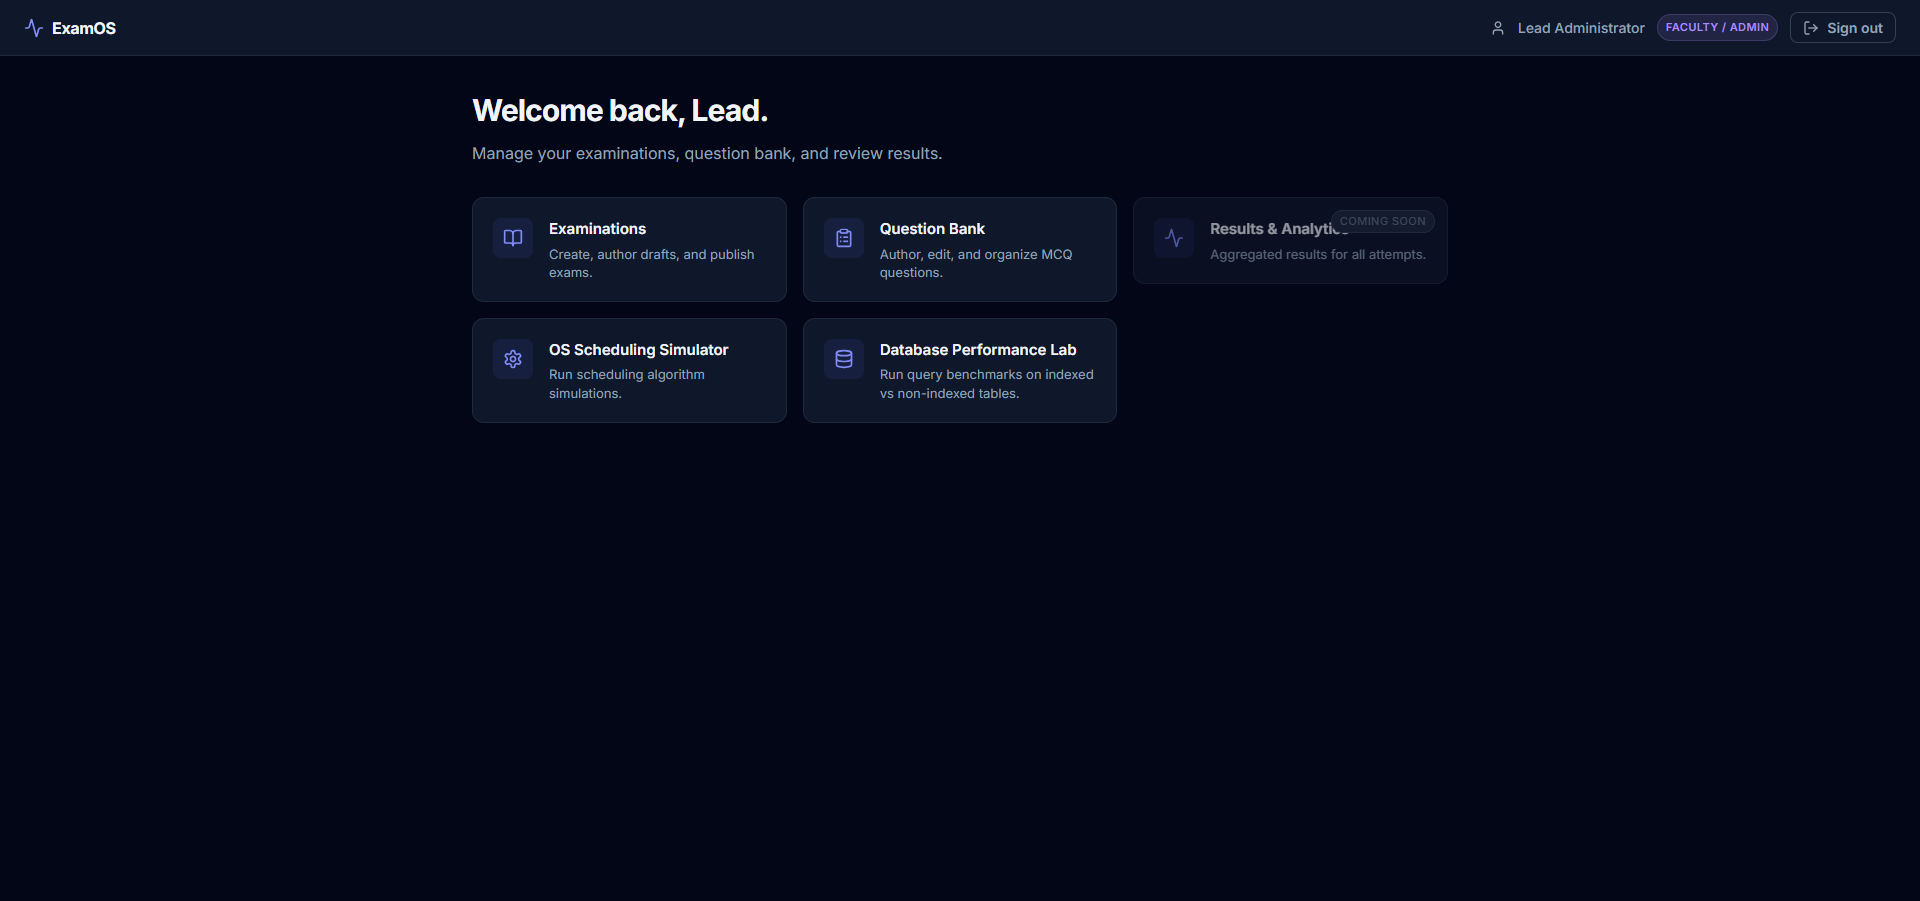 ExamOS
Lead Administrator
FACULTY / ADMIN
Sign out
Welcome back, Lead.
Manage your examinations, question bank, and review results.
Examinations
Create, author drafts, and publish
exams.
Question Bank
Author, edit, and organize MCQ
questions.
COMING SOON
Results & Analytics
Aggregated results for all attempts.
OS Scheduling Simulator
Run scheduling algorithm
simulations.
Database Performance Lab
Run query benchmarks on indexed
vs non-indexed tables.